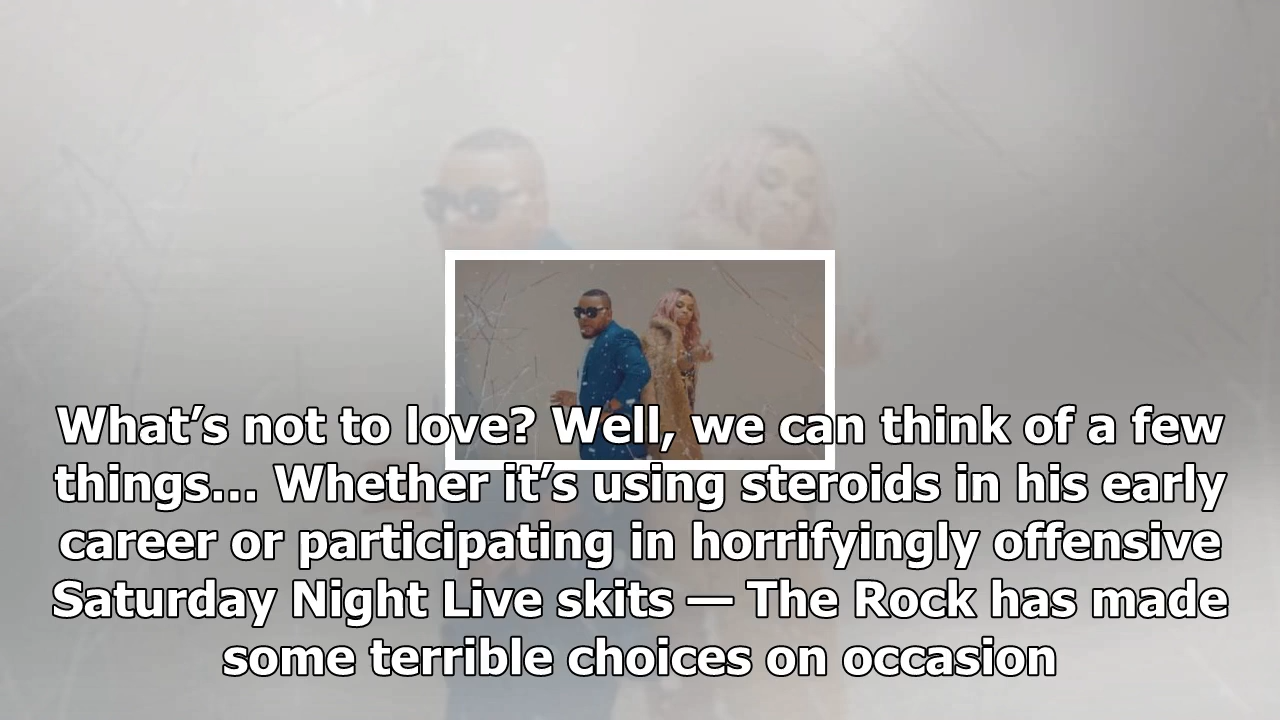 What’s not to love? Well, we can think of a few
things... Whether it’s using steroids in his early
career or participating in horrifyingly offensive
Saturday Night Live skits — The Rock has made
some terrible choices on occasion